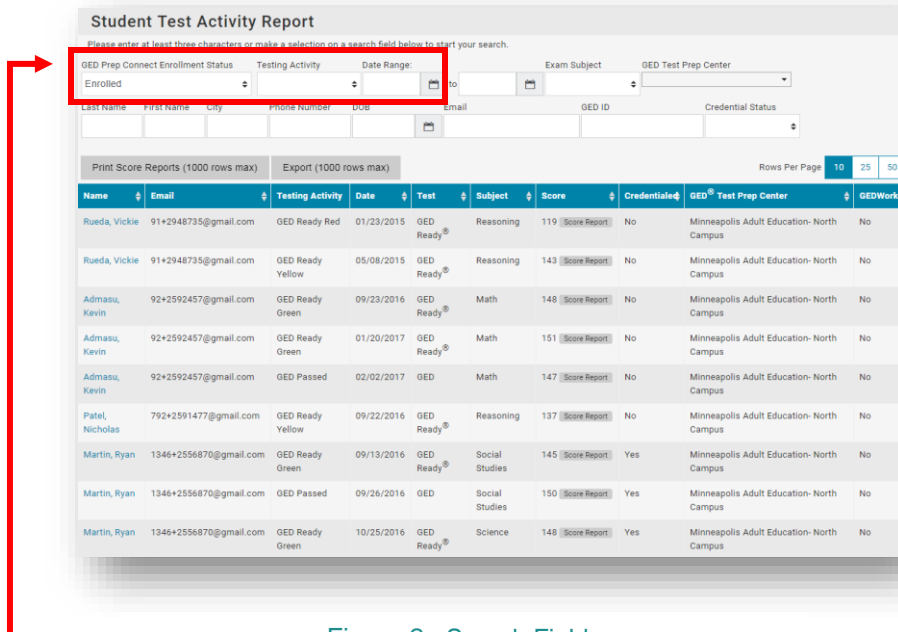 Student Test Activity Report
Please enter at least three characters or make a selection on a search field below to start your search.
GED Prep Connect Enrollment Status Testing Activity Date Range: Exam Subject GED Test Prep Center
Enrolled to
Last Name First Name City Phone Number DOB Email GED ID Credential Status
Print Score Reports (1000 rows max) Export (1000 rows max) Rows Per Page 10 25 50
Name Email Testing Activity Date Test Subject Score Credentialed GED® Test Prep Center GEDWorks
Rueda, Vickie 91+2948735@gmail.com GED Ready Red 01/23/2015 GED Reasoning 119 Score Report No Minneapolis Adult Education- North No
Ready® Campus
Rueda, Vickie 91+2948735@gmail.com GED Ready 05/08/2015 GED Reasoning 143 Score Report No Minneapolis Adult Education- North No
Yellow Ready® Campus
Admasu, 92+2592457@gmail.com GED Ready 09/23/2016 GED Math 148 Score Report No Minneapolis Adult Education- North No
Kevin Green Ready® Campus
Admasu, 92+2592457@gmail.com GED Ready 01/20/2017 GED Math 151 Score Report No Minneapolis Adult Education- North No
Kevin Green Ready® Campus
Admasu, 92+2592457@gmail.com GED Passed 02/02/2017 GED Math 147 Score Report No Minneapolis Adult Education- North No
Kevin Campus
Patel, 792+2591477@gmail.com GED Ready 09/22/2016 GED Reasoning 137 Score Report No Minneapolis Adult Education- North No
Nicholas Yellow Ready® Campus
Martin, Ryan 1346+2556870@gmail.com GED Ready 09/13/2016 GED Social 145 Score Report Yes Minneapolis Adult Education- North No
Green Ready® Studies Campus
Martin, Ryan 1346+2556870@gmail.com GED Passed 09/26/2016 GED Social 150 Score Report Yes Minneapolis Adult Education- North No
Studies Campus
Martin, Ryan 1346+2556870@gmail.com GED Ready 10/25/2016 GED Science 148 Score Report Yes Minneapolis Adult Education- North No
Green Ready® Campus